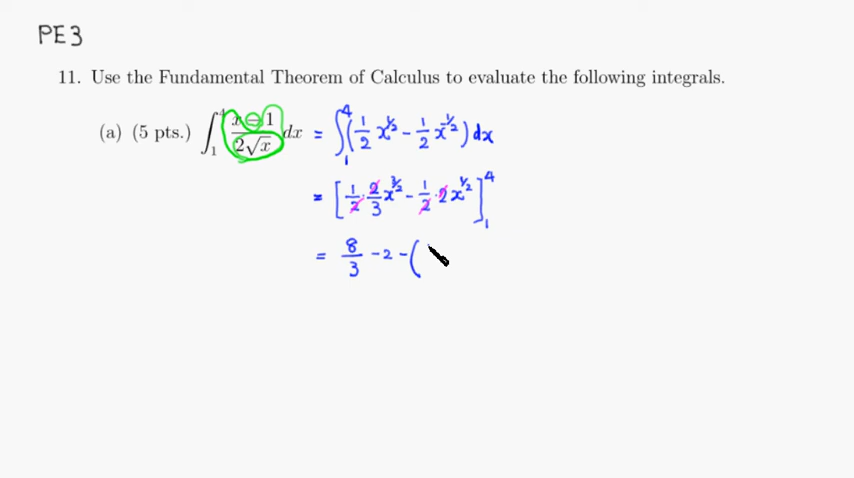 PE3
11. Use the Fundamental Theorem of Calculus to evaluate the following integrals.
(a) (5 pts.) ∫₁⁴ (x − 1)/(2√x) dx = ∫₁⁴ (1/2 x^{1/2} − 1/2 x^{-1/2}) dx
= [1/2 · 2/3 x^{3/2} − 1/2 · 2 x^{1/2}]₁⁴
= 8/3 − 2 − (